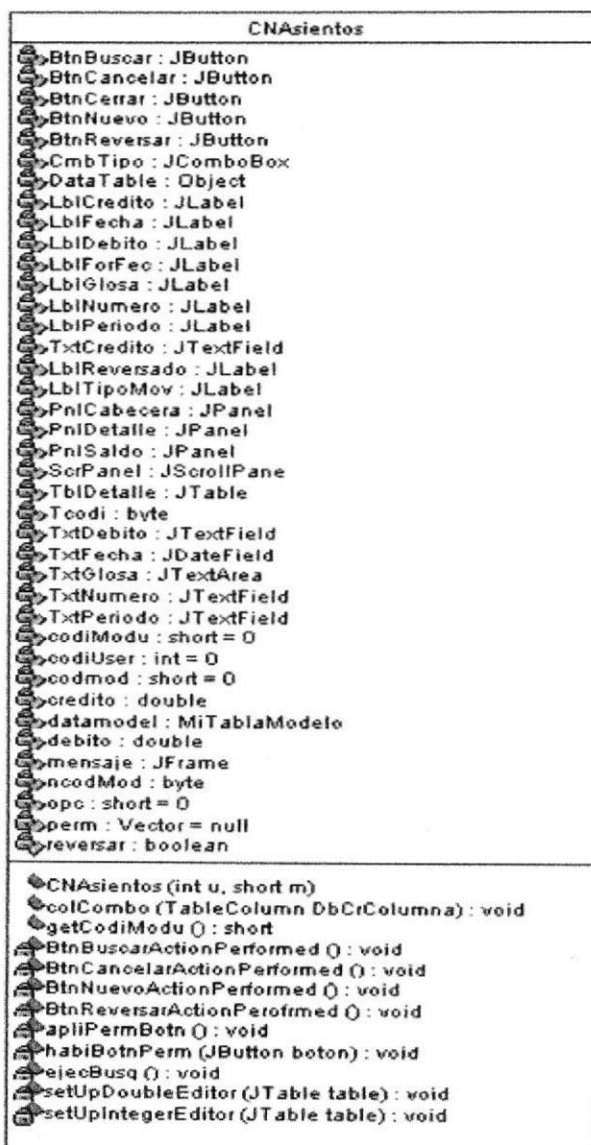 CNAsientos
BtnBuscar : JButton
BtnCancelar : JButton
BtnCerrar : JButton
BtnNuevo : JButton
BtnReversar : JButton
CmbTipo : JComboBox
DataTable : Object
LblCredito : JLabel
LblFecha : JLabel
LblDebito : JLabel
LblForFec : JLabel
LblGlosa : JLabel
LblNumero : JLabel
LblPeriodo : JLabel
TxtCredito : JTextField
LblReversado : JLabel
LblTipoMov : JLabel
PnlCabecera : JPanel
PnlDetalle : JPanel
PnlSaldo : JPanel
ScrPanel : JScrollPane
TblDetalle : JTable
Tcodi : byte
TxtDebito : JTextField
TxtFecha : JDateField
TxtGlosa : JTextArea
TxtNumero : JTextField
TxtPeriodo : JTextField
codiModu : short = 0
codiUser : int = 0
codmod : short = 0
credito : double
datamodel : MiTablaModelo
debito : double
mensaje : JFrame
ncodMod : byte
opc : short = 0
perm : Vector = null
reversar : boolean
CNAsientos (int u, short m)
colCombo (TableColumn DbCrColumna) : void
getCodiModu () : short
BtnBuscarActionPerformed () : void
BtnCancelarActionPerformed () : void
BtnNuevoActionPerformed () : void
BtnReversarActionPerofrmed () : void
apliPermBotn () : void
habiBotnPerm (JButton boton) : void
ejecBusq () : void
setUpDoubleEditor (JTable table) : void
setUpIntegerEditor (JTable table) : void